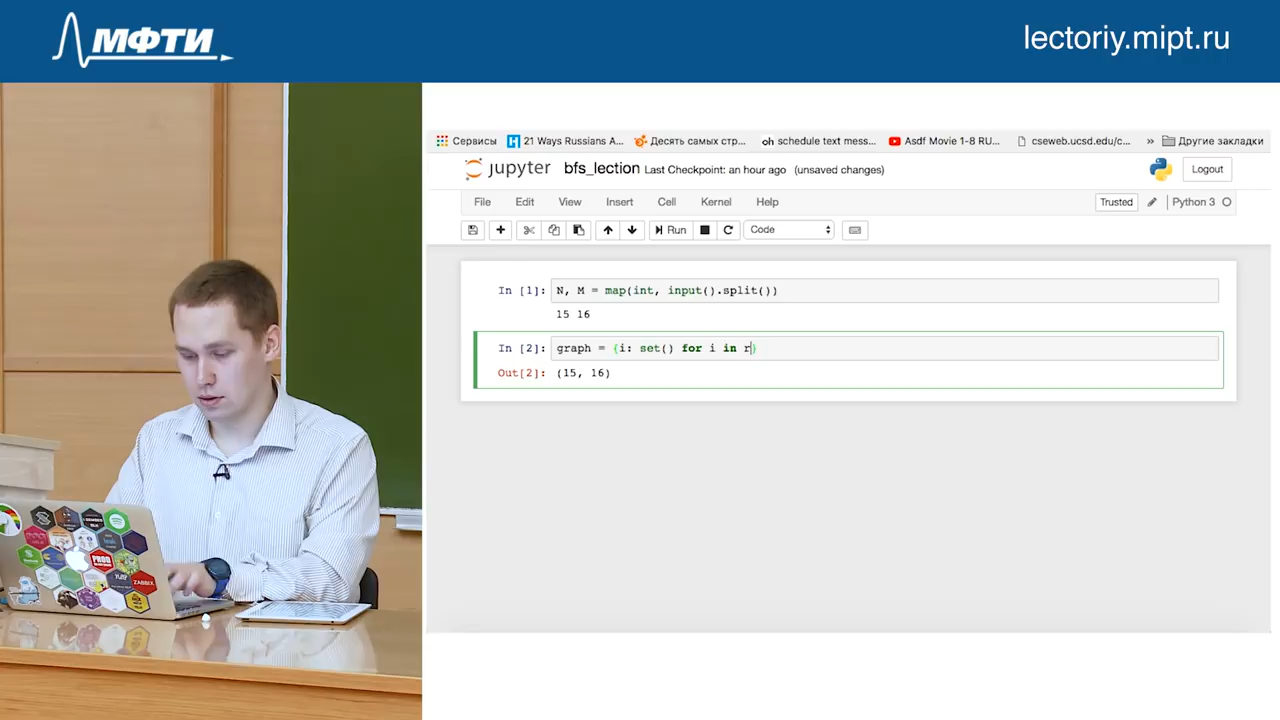 МФТИ
lectoriy.mipt.ru
Сервисы 21 Ways Russians A... Десять самых стр... oh schedule text mess... Asdf Movie 1-8 RU... cseweb.ucsd.edu/c... » Другие закладки
jupyter bfs_lection Last Checkpoint: an hour ago (unsaved changes) Logout
File Edit View Insert Cell Kernel Help Trusted Python 3
Run Code
In [1]: N, M = map(int, input().split())
15 16
In [2]: graph = {i: set() for i in r}
Out[2]: (15, 16)
PROD
ZABBIX